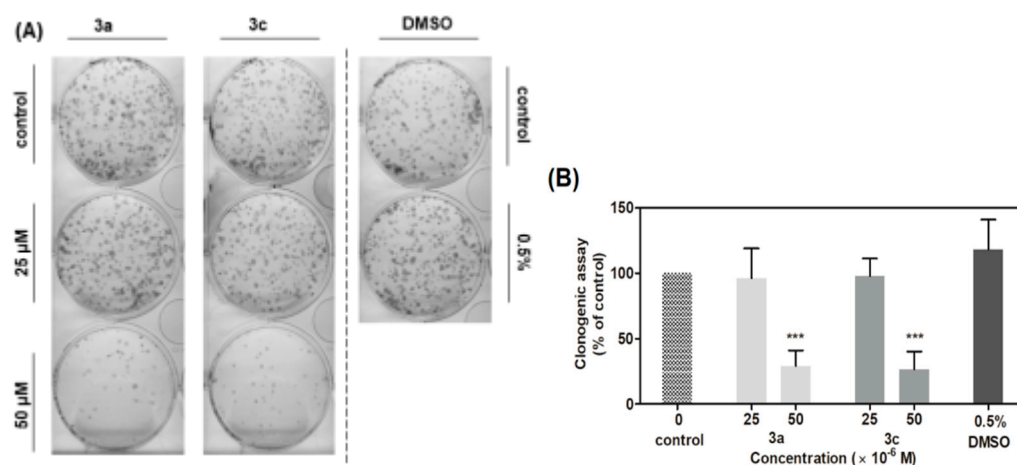 (A)
3a
3c
DMSO
control
25 µM
50 µM
control
0.5%
(B)
Clonogenic assay
(% of control)
150
100
50
0
***
***
0
25
50
25
50
0.5%
control
3a
3c
DMSO
Concentration (× 10⁻⁶ M)